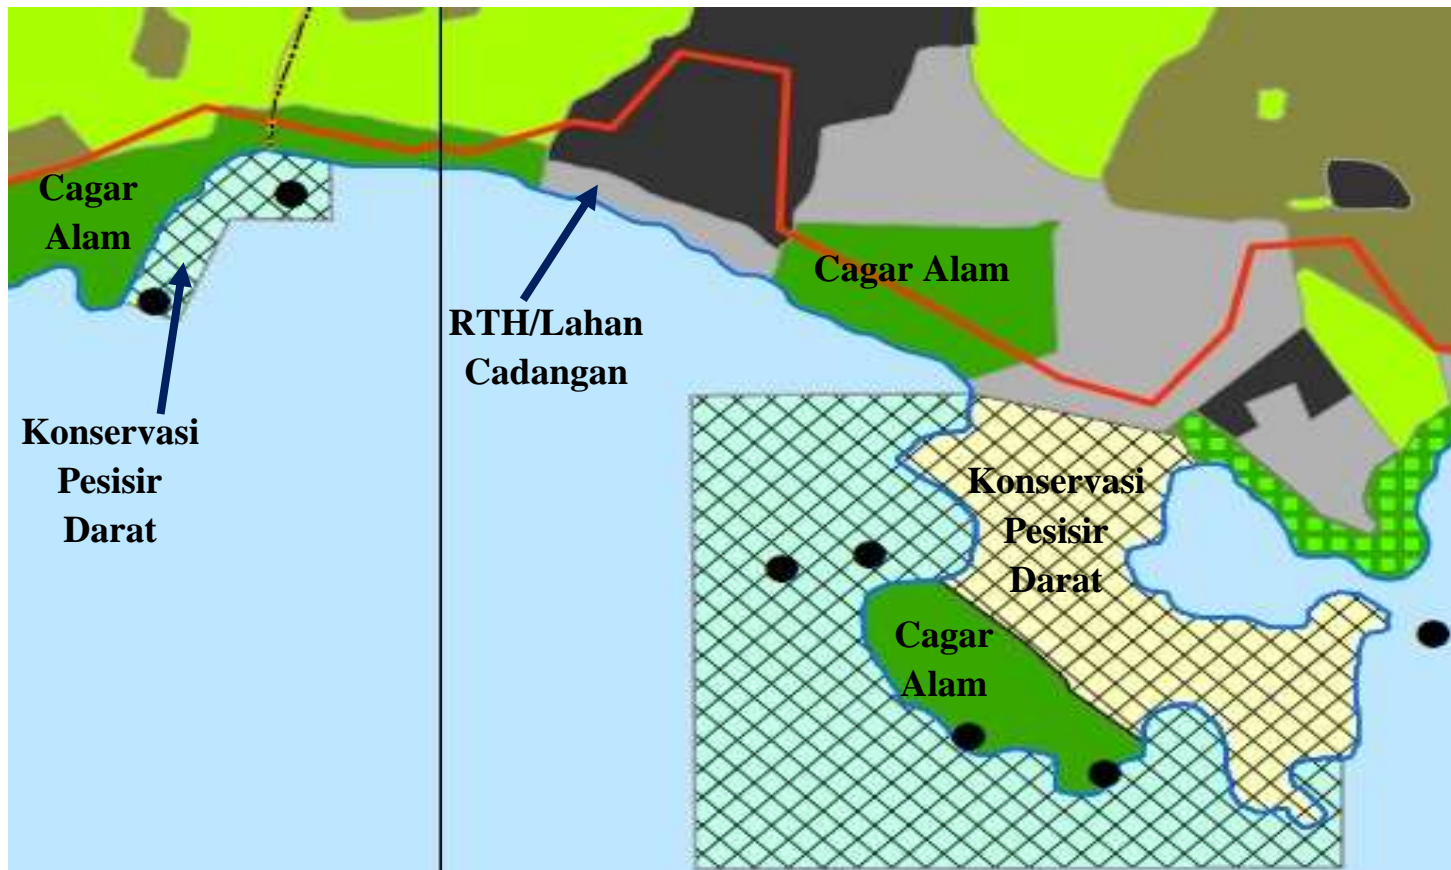 Cagar
Alam
Cagar Alam
RTH/Lahan
Cadangan
Konservasi
Pesisir
Darat
Konservasi
Pesisir
Darat
Cagar
Alam